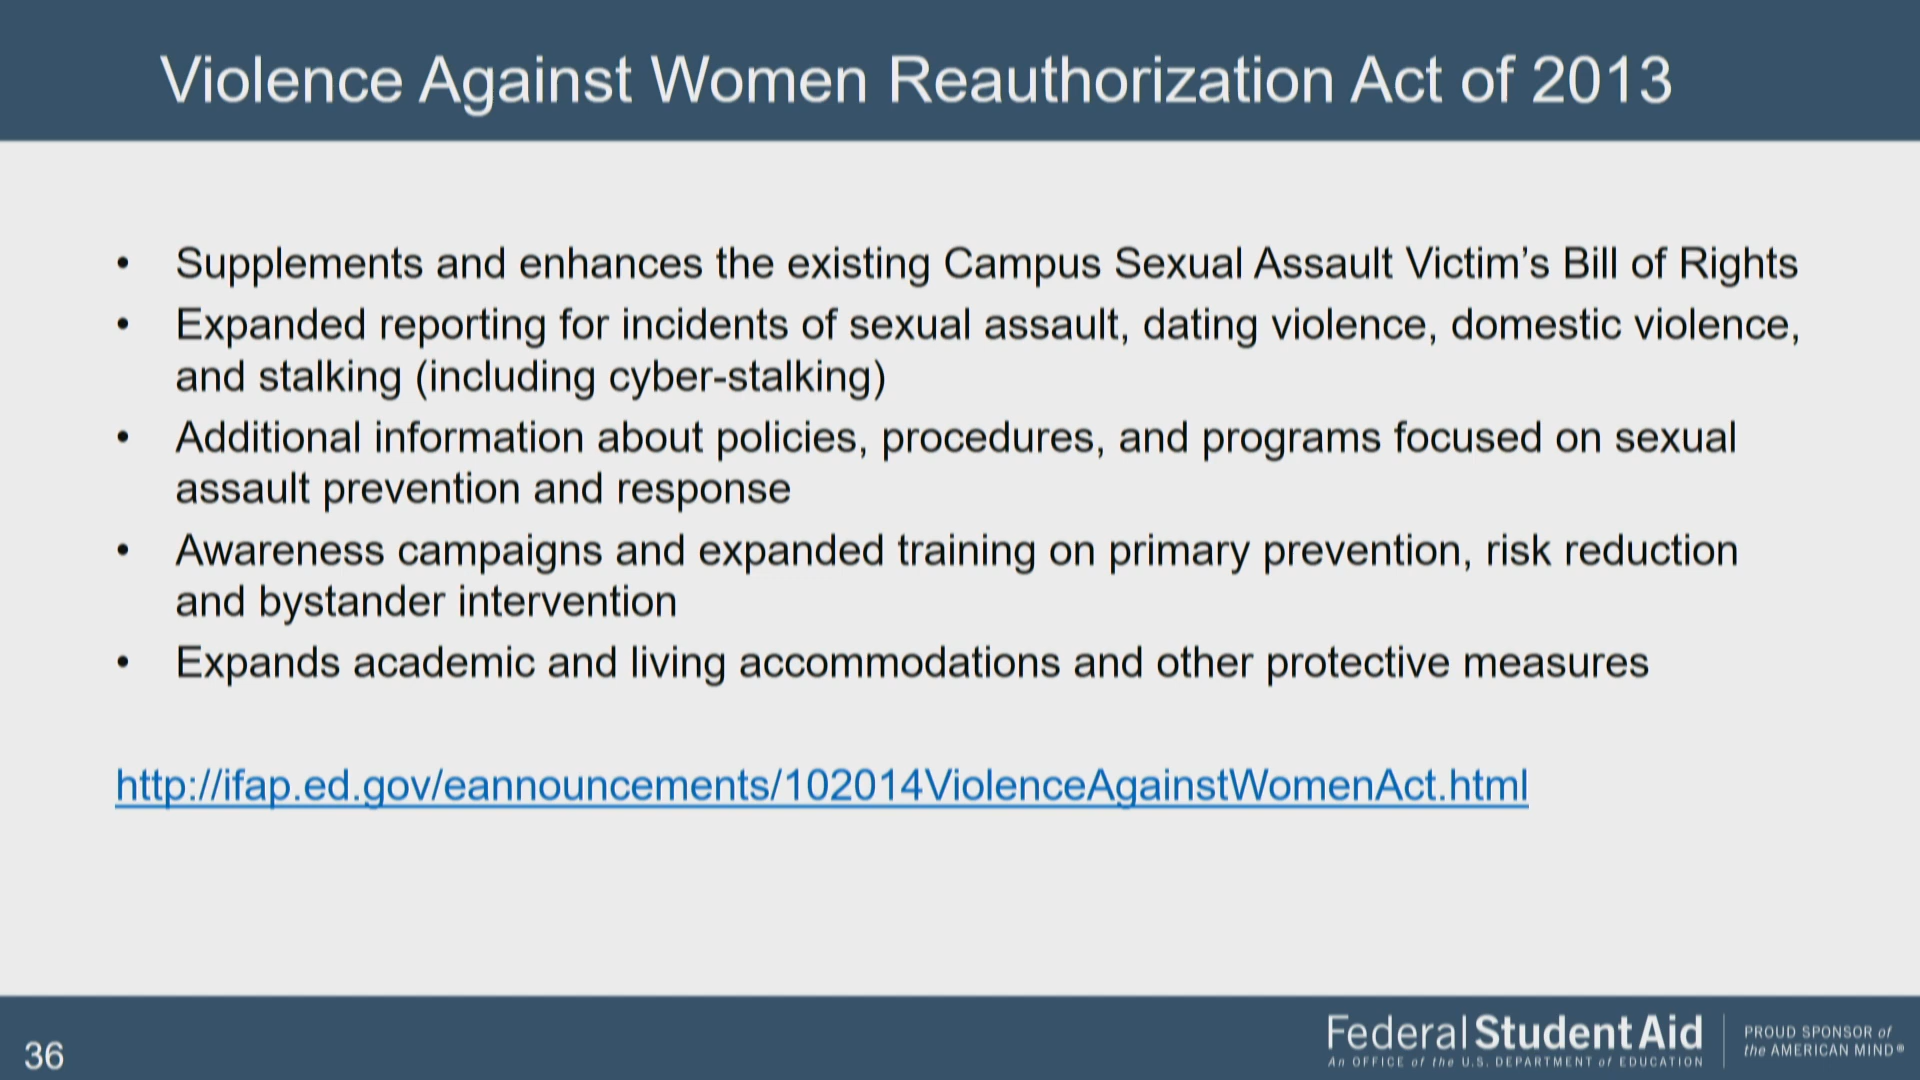 Violence Against Women Reauthorization Act of 2013
• Supplements and enhances the existing Campus Sexual Assault Victim’s Bill of Rights
• Expanded reporting for incidents of sexual assault, dating violence, domestic violence,
and stalking (including cyber-stalking)
• Additional information about policies, procedures, and programs focused on sexual
assault prevention and response
• Awareness campaigns and expanded training on primary prevention, risk reduction
and bystander intervention
• Expands academic and living accommodations and other protective measures
http://ifap.ed.gov/eannouncements/102014ViolenceAgainstWomenAct.html
36
Federal Student Aid
An OFFICE of the U.S. DEPARTMENT of EDUCATION
PROUD SPONSOR of
the AMERICAN MIND®